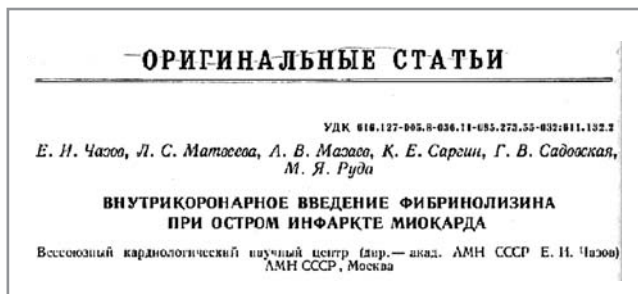 ОРИГИНАЛЬНЫЕ СТАТЬИ
УДК 616.127-005.8-036.11-085.273.55-032:611.132.2
Е. И. Чазов, Л. С. Матвеева, А. В. Мазаев, К. Е. Саргин, Г. В. Садовская,
М. Я. Руда
ВНУТРИКОРОНАРНОЕ ВВЕДЕНИЕ ФИБРИНОЛИЗИНА
ПРИ ОСТРОМ ИНФАРКТЕ МИОКАРДА
Всесоюзный кардиологический научный центр (дир.— акад. АМН СССР Е. И. Чазов)
АМН СССР, Москва